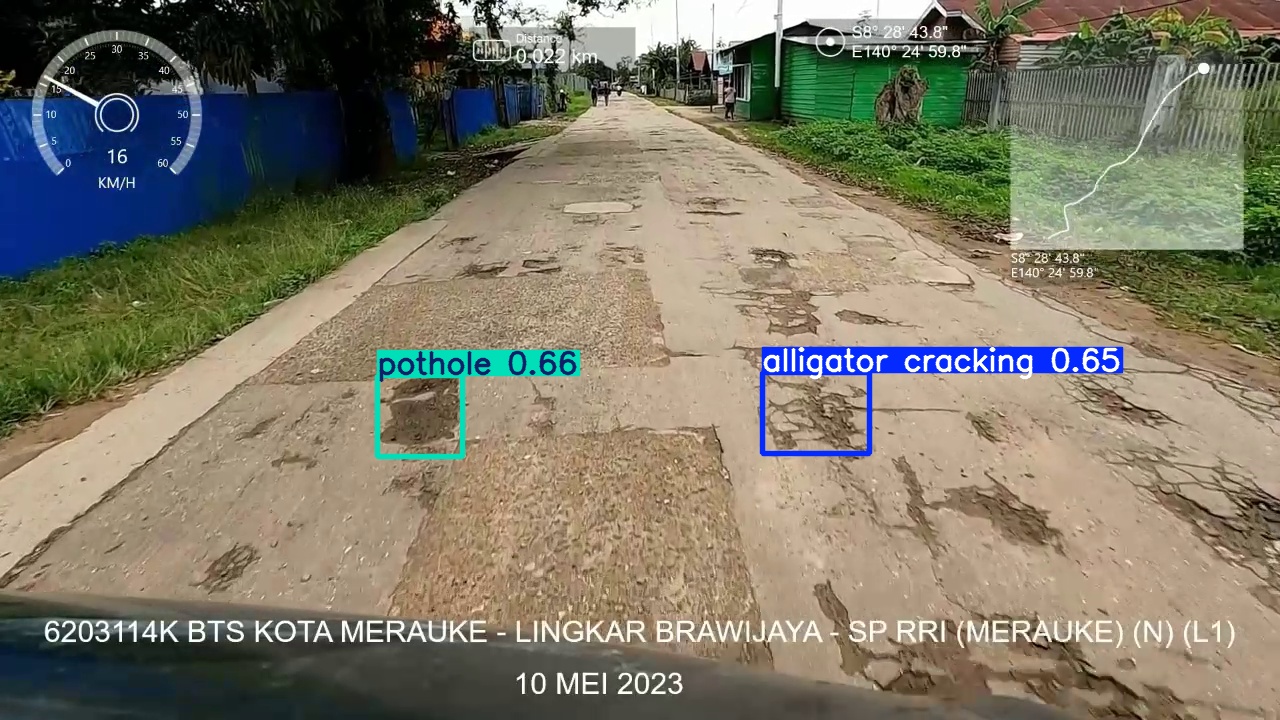 0 5 10 15 20 25 30 35 40 45 50 55 60
16
KM/H
Distance
0.022 km
S8° 28' 43.8"
E140° 24' 59.8"
S8° 28' 43.8"
E140° 24' 59.8"
pothole 0.66
alligator cracking 0.65
6203114K BTS KOTA MERAUKE - LINGKAR BRAWIJAYA - SP RRI (MERAUKE) (N) (L1)
10 MEI 2023